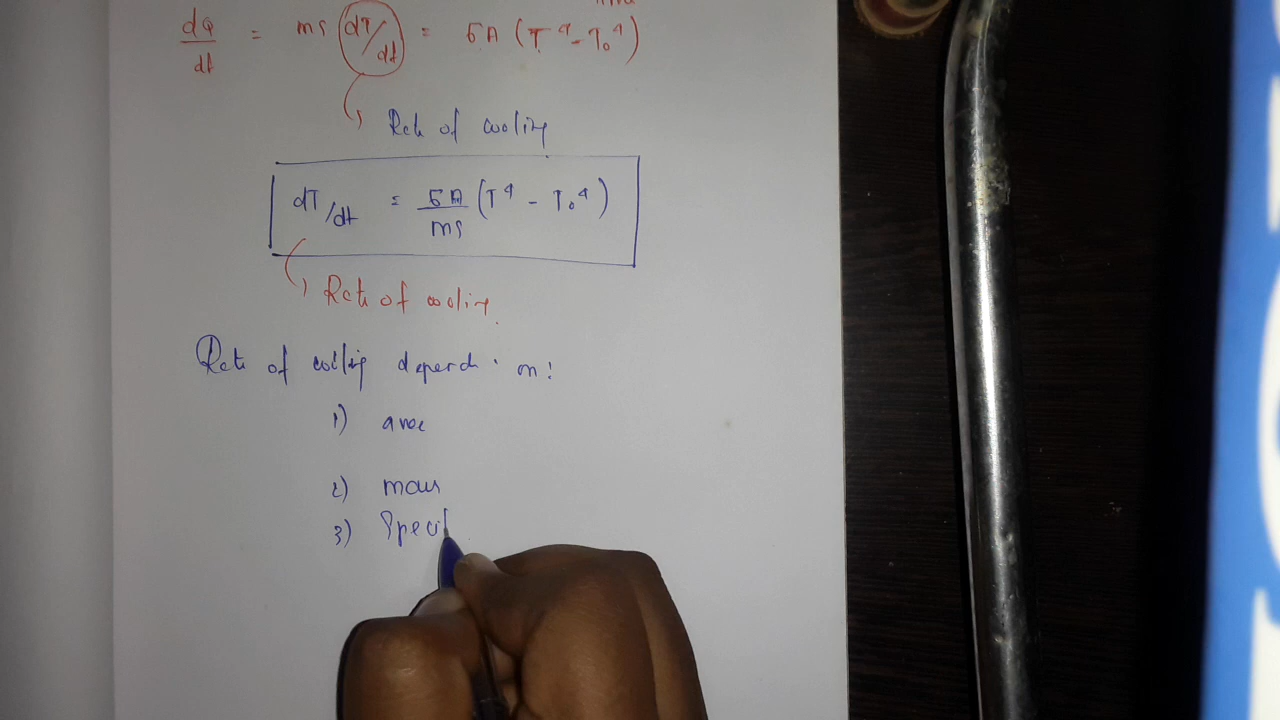 dQ/dt = ms dT/dt = σA (T⁴ - T₀⁴)
Rate of cooling
dT/dt = σA/ms (T⁴ - T₀⁴)
Rate of cooling
Rate of cooling depends on:
1) area
2) mass
3) Specif